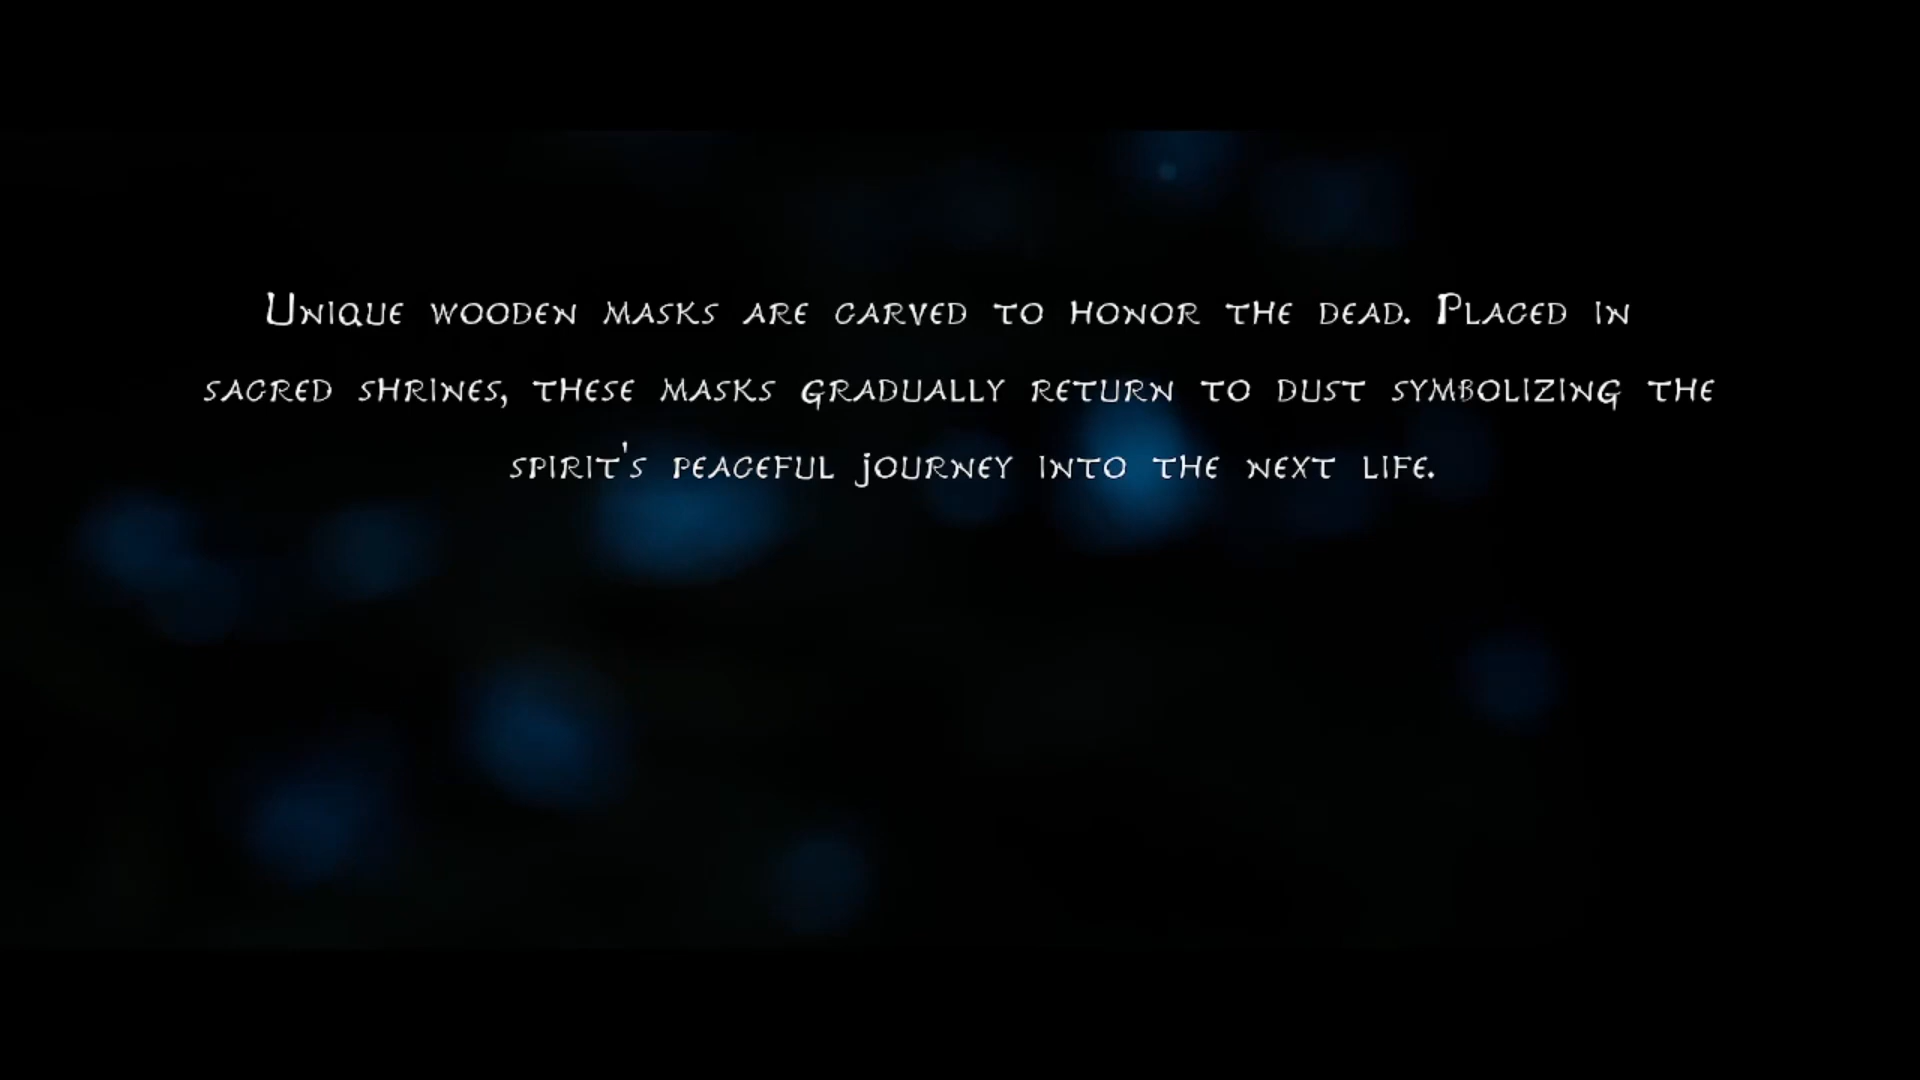 Unique wooden masks are carved to honor the dead. Placed in
sacred shrines, these masks gradually return to dust symbolizing the
spirit's peaceful journey into the next life.